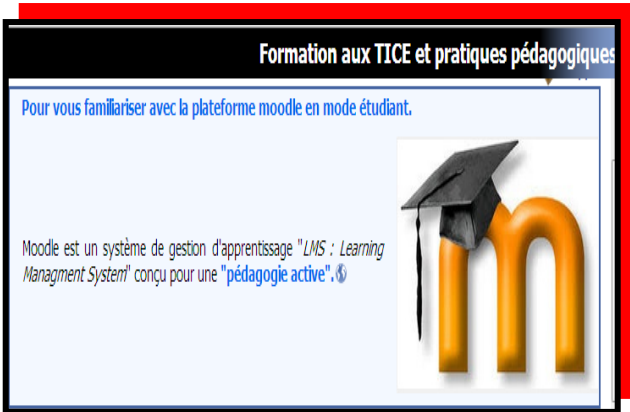 Formation aux TICE et pratiques pédagogiques
Pour vous familiariser avec la plateforme moodle en mode étudiant.
Moodle est un système de gestion d'apprentissage "LMS : Learning
Managment System" conçu pour une "pédagogie active".
m